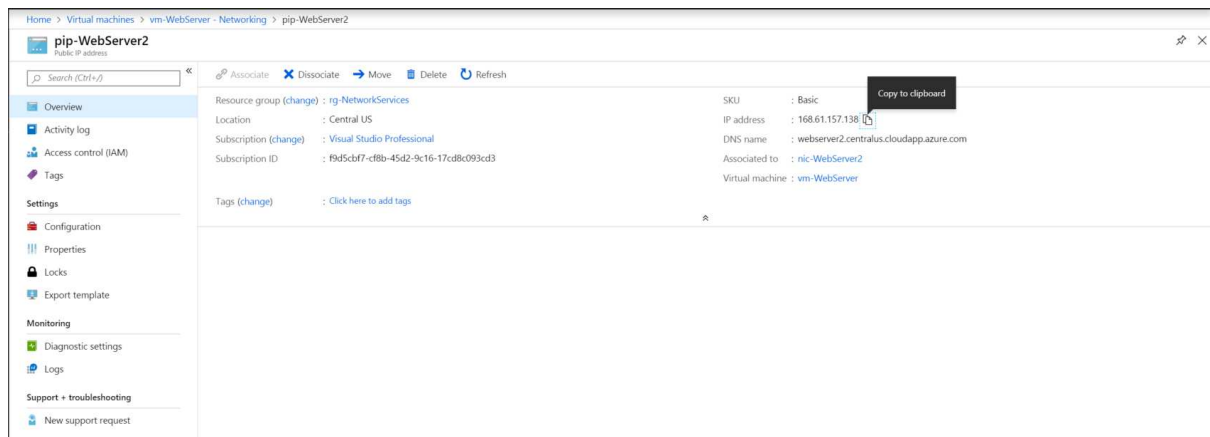 Home > Virtual machines > vm-WebServer - Networking > pip-WebServer2
pip-WebServer2
Public IP address
Search (Ctrl+/)
Overview
Activity log
Access control (IAM)
Tags
Settings
Configuration
Properties
Locks
Export template
Monitoring
Diagnostic settings
Logs
Support + troubleshooting
New support request
Associate Dissociate Move Delete Refresh
Resource group (change) : rg-NetworkServices
Location : Central US
Subscription (change) : Visual Studio Professional
Subscription ID : f9d5cbf7-cf8b-45d2-9c16-17cd8c093cd3
Tags (change) : Click here to add tags
Copy to clipboard
SKU : Basic
IP address : 168.61.157.138
DNS name : webserver2.centralus.cloudapp.azure.com
Associated to : nic-WebServer2
Virtual machine : vm-WebServer